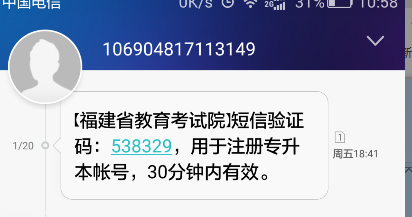 中国电信 0K/s 2G 31% 10:58
106904817113149
【福建省教育考试院】短信验证
码：538329，用于注册专升
本帐号，30分钟内有效。
1/20
1
周五18:41